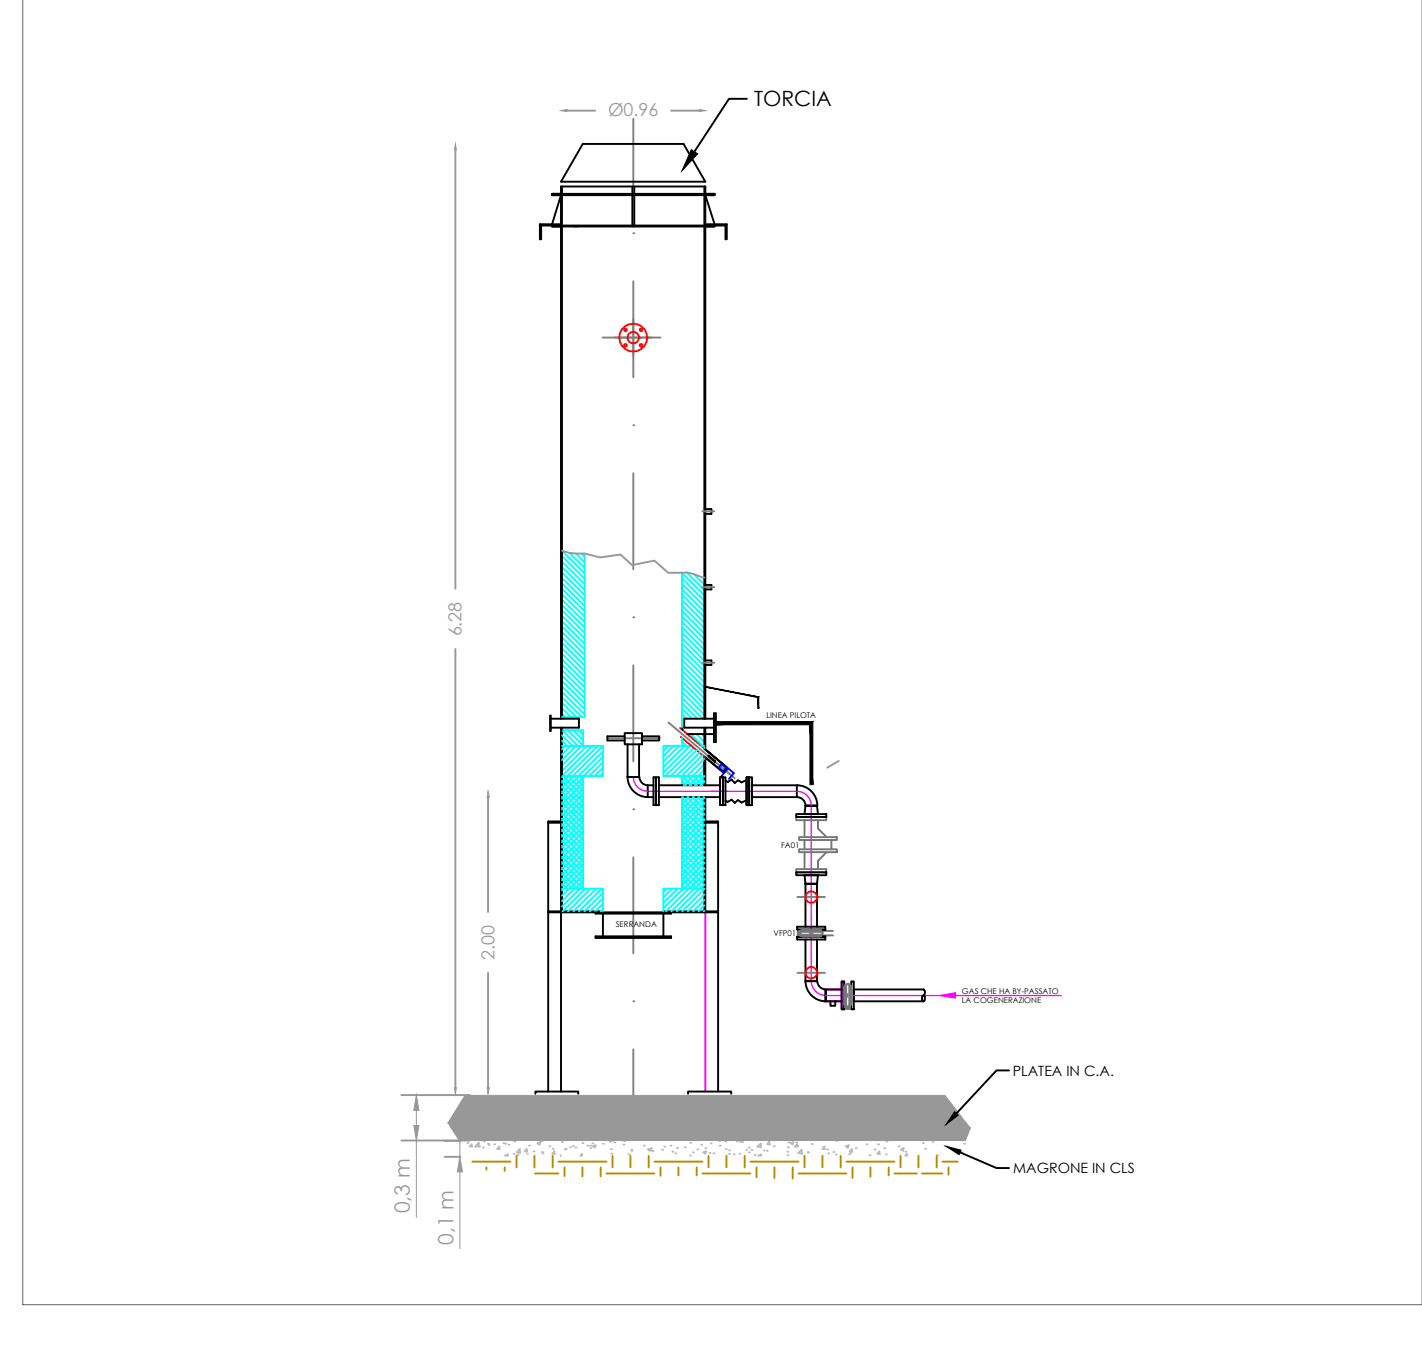 TORCIA
Ø0.96
6.28
LINEA PILOTA
FA01
SERRANDA
VFP01
2.00
GAS CHE HA BY-PASSATO
LA COGENERAZIONE
PLATEA IN C.A.
MAGRONE IN CLS
0,3 m
0,1 m